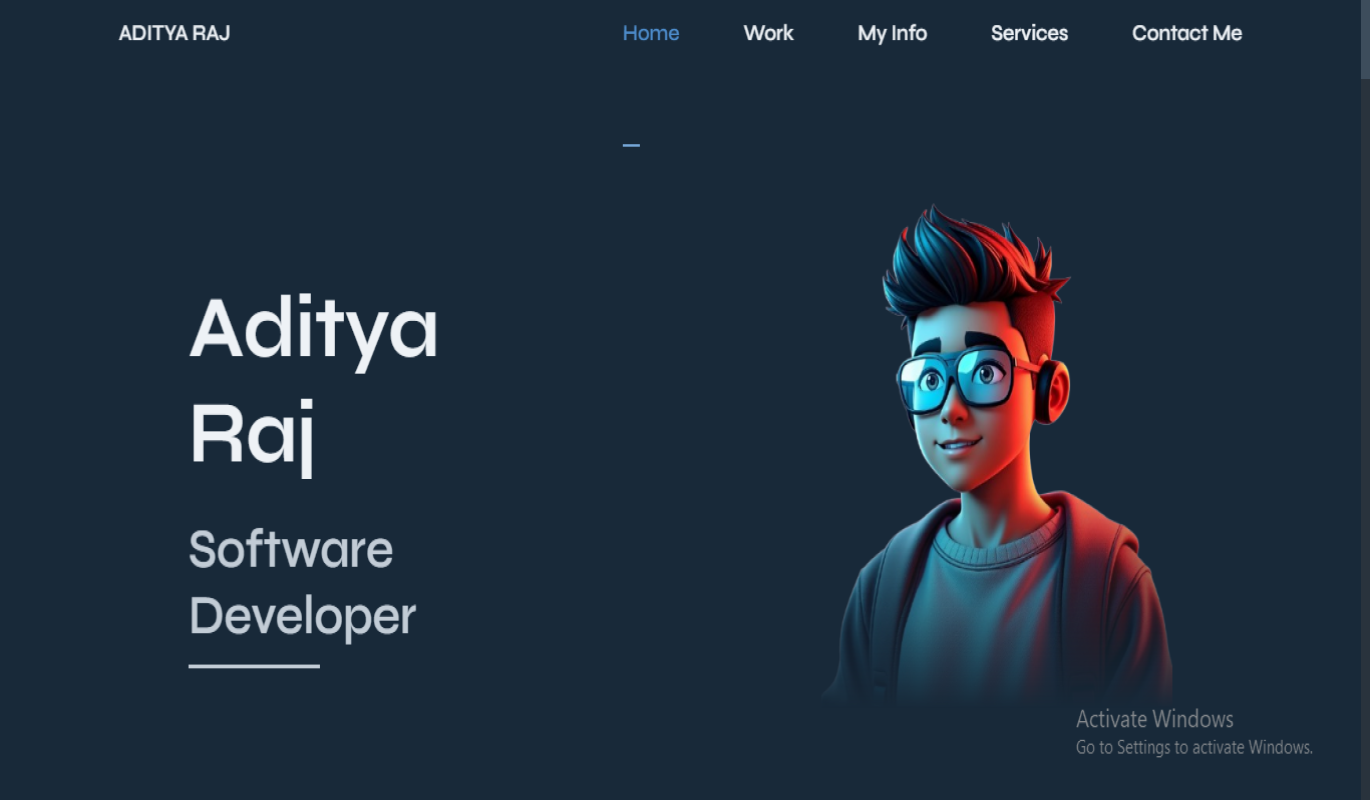 ADITYA RAJ
Home Work My Info Services Contact Me
Aditya
Raj
Software
Developer
Activate Windows
Go to Settings to activate Windows.